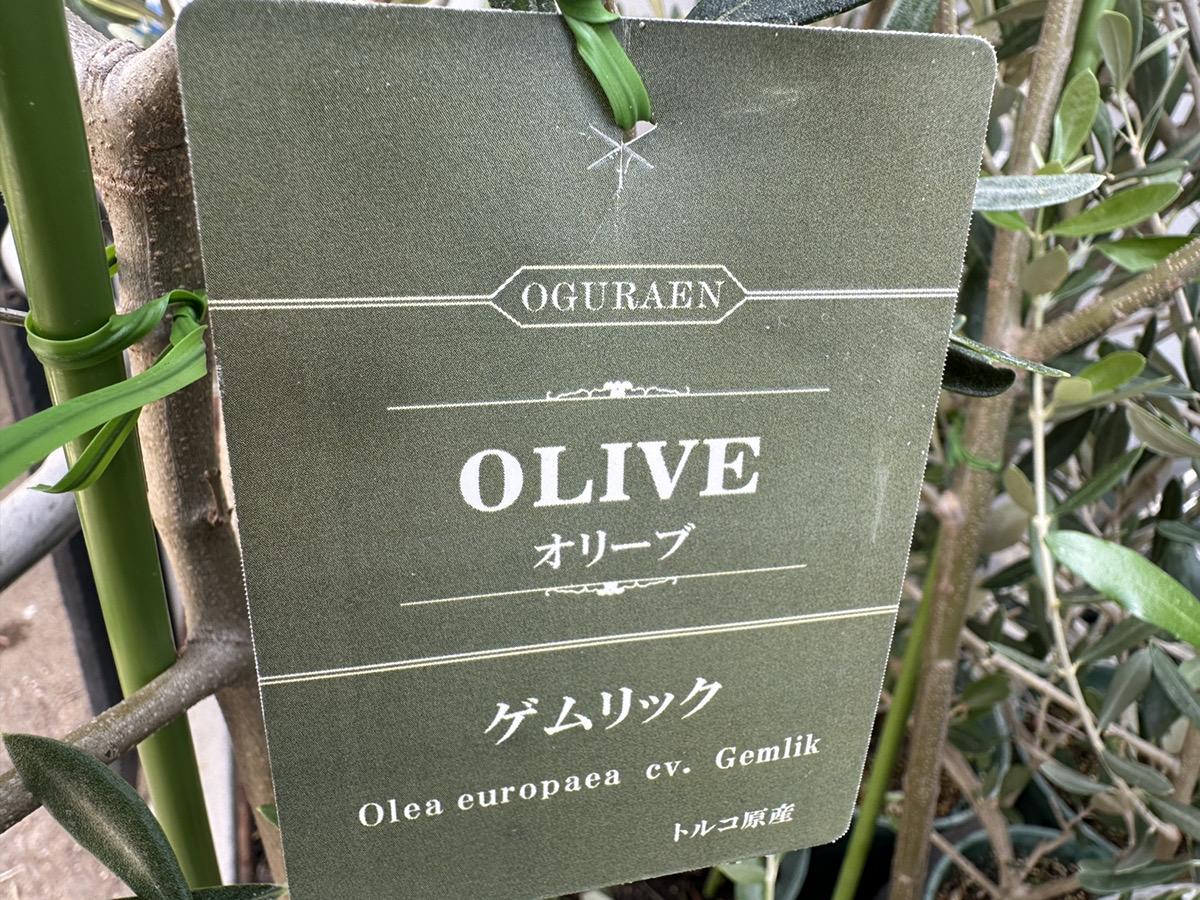 OGURAEN
OLIVE
オリーブ
ゲムリック
Olea europaea cv. Gemlik
トルコ原産